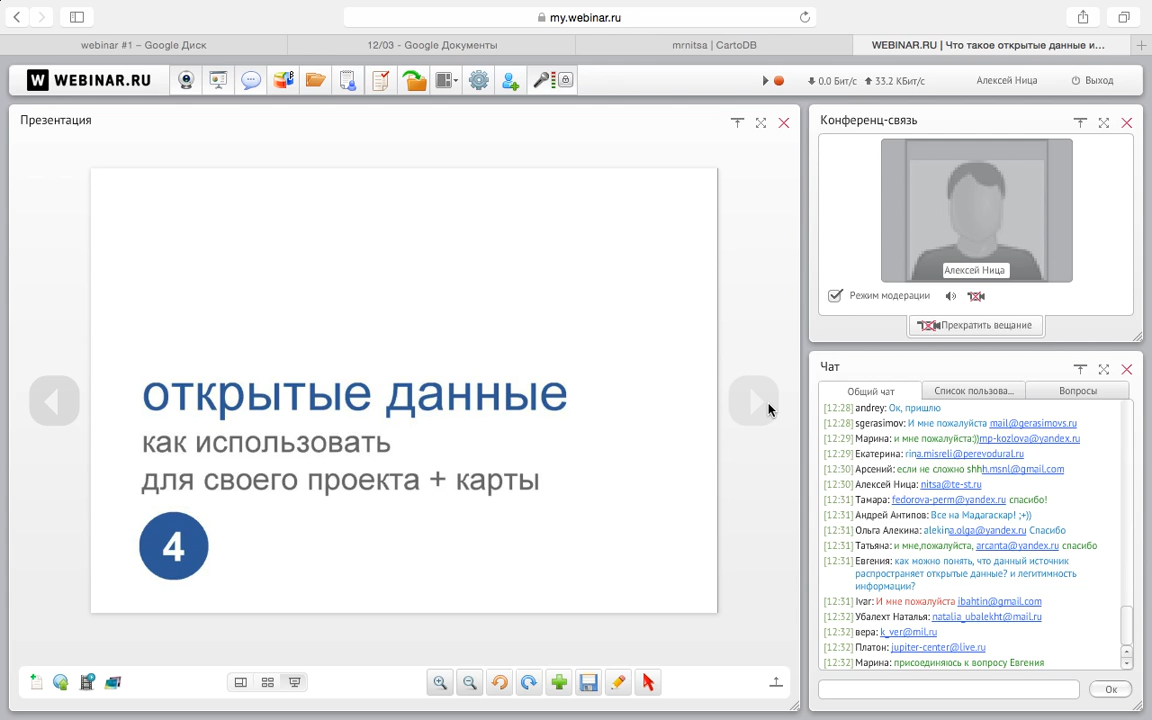 my.webinar.ru
webinar #1 – Google Диск
12/03 - Google Документы
mrnitsa | CartoDB
WEBINAR.RU | Что такое открытые данные и...
W WEBINAR.RU
0.0 Бит/с 33.2 КБит/с
Алексей Ница
Выход
Презентация
открытые данные
как использовать
для своего проекта + карты
4
Конференц-связь
Алексей Ница
Режим модерации
Прекратить вещание
Чат
Общий чат
Список пользова...
Вопросы
[12:28] andrey: Ок, пришлю
[12:28] sgerasimov: И мне пожалуйста mail@gerasimovs.ru
[12:29] Марина: и мне пожалуйста:))mp-kozlova@yandex.ru
[12:29] Екатерина: rina.misreli@perevodural.ru
[12:30] Арсений: если не сложно shhh.msnl@gmail.com
[12:30] Алексей Ница: nitsa@te-st.ru
[12:31] Тамара: fedorova-perm@yandex.ru спасибо!
[12:31] Андрей Антипов: Все на Мадагаскар! ;+))
[12:31] Ольга Алекина: alekina.olga@yandex.ru Спасибо
[12:31] Татьяна: и мне,пожалуйста, arcanta@yandex.ru спасибо
[12:31] Евгения: как можно понять, что данный источник
распространяет открытые данные? и легитимность
информации?
[12:31] Ivar: И мне пожалуйста ibahtin@gmail.com
[12:32] Убалехт Наталья: natalia_ubalekht@mail.ru
[12:32] вера: k_ver@mil.ru
[12:32] Платон: jupiter-center@live.ru
[12:32] Марина: присоединяюсь к вопросу Евгения
Ок